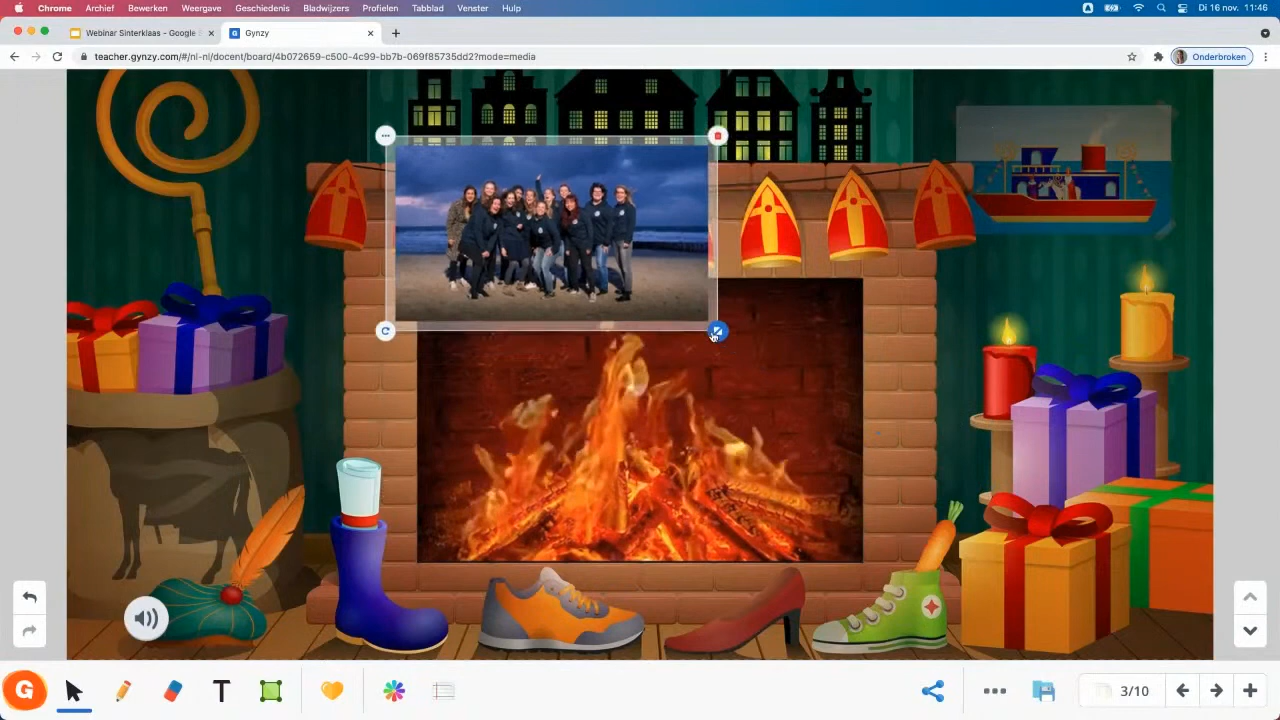 Chrome Archief Bewerken Weergave Geschiedenis Bladwijzers Profielen Tabblad Venster Help Di 16 nov. 11:46
Webinar Sinterklaas - Google Gynzy
teacher.gynzy.com/#/nl-nl/docent/board/4b072659-c500-4c99-bb7b-069f85735dd2?mode=media Onderbroken
G T 3/10